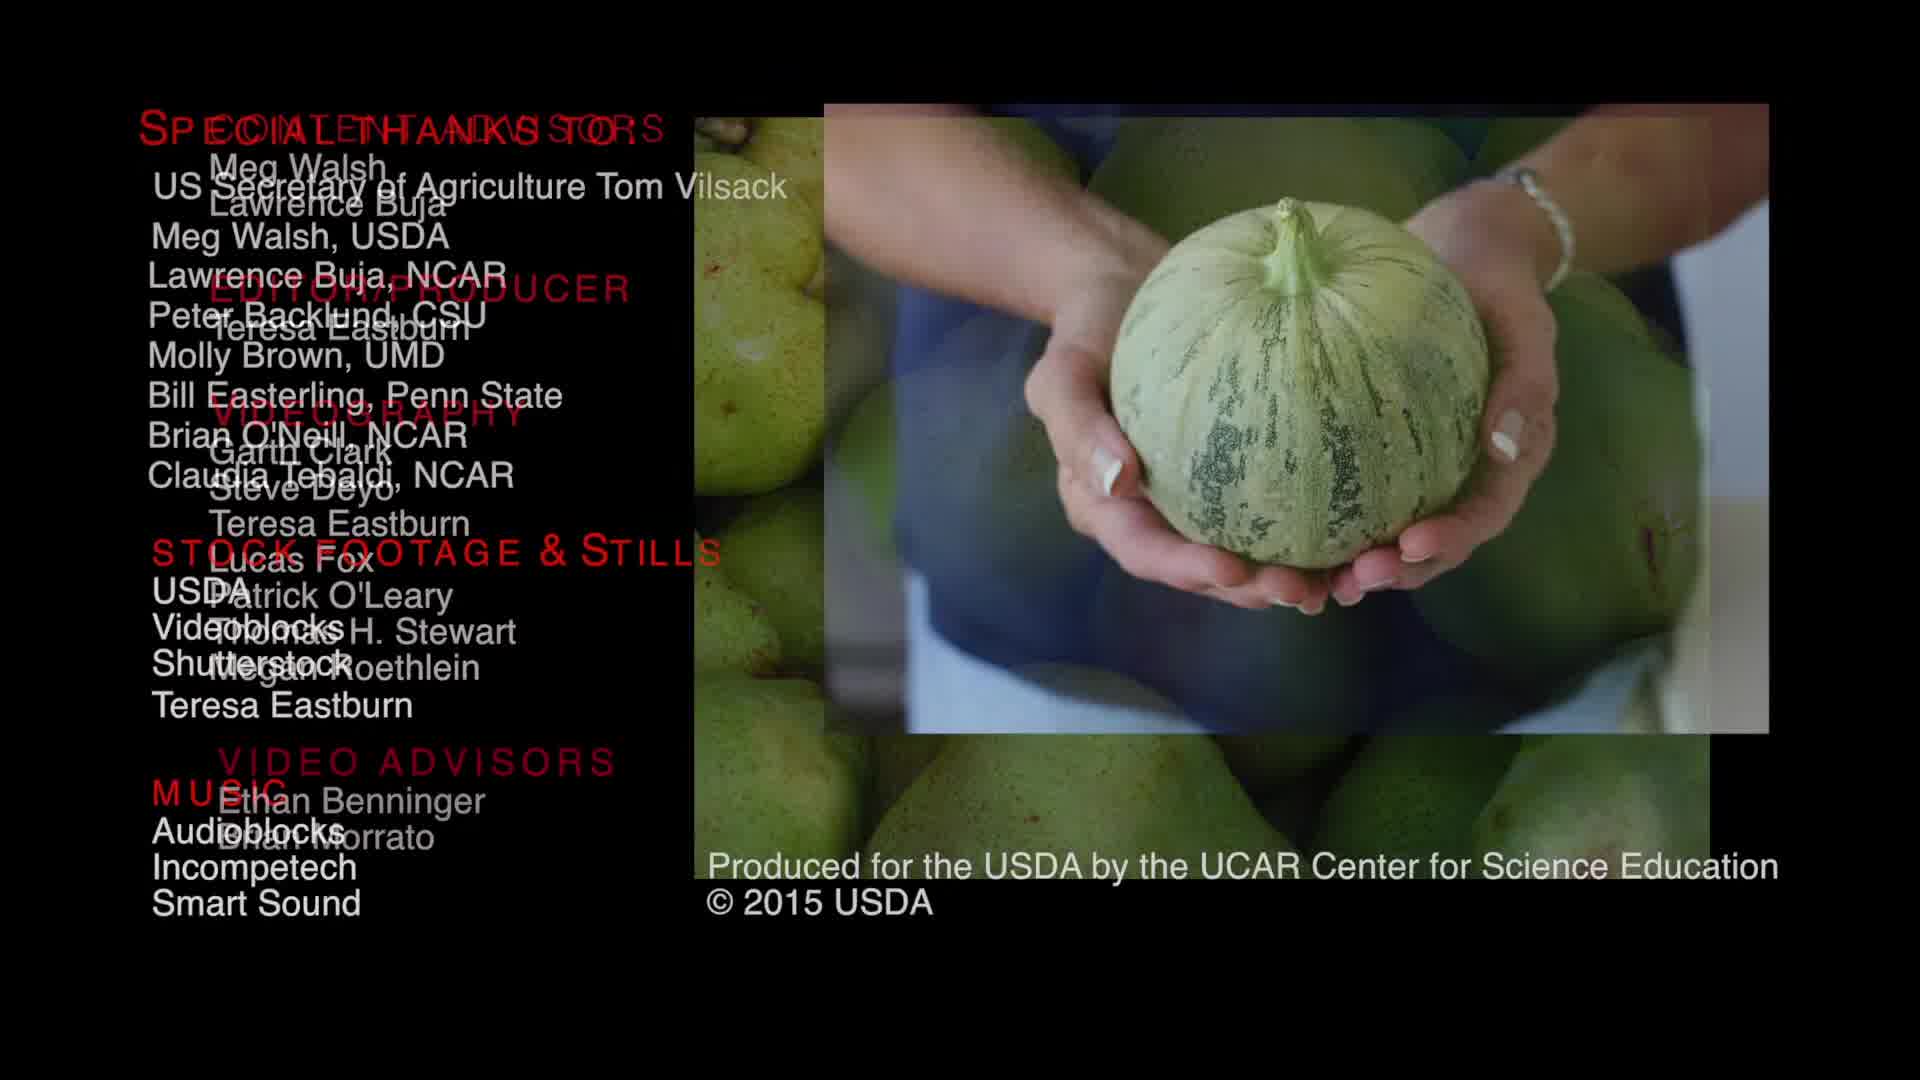 SPECIAL THANKS TO:
US Secretary of Agriculture Tom Vilsack
Meg Walsh, USDA
Lawrence Buja, NCAR
Peter Backlund, CSU
Molly Brown, UMD
Bill Easterling, Penn State
Brian O'Neill, NCAR
Claudia Tebaldi, NCAR
STOCK FOOTAGE & STILLS
USDA
Videoblocks
Shutterstock
Teresa Eastburn
MUSIC
Audioblocks
Incompetech
Smart Sound
CONTENT ADVISORS
Meg Walsh
Lawrence Buja
EDITOR/PRODUCER
Teresa Eastburn
VIDEOGRAPHY
Garth Clark
Steve Deyo
Teresa Eastburn
Lucas Fox
Patrick O'Leary
Thomas H. Stewart
Megan Roethlein
VIDEO ADVISORS
Ethan Benninger
Brian Morrato
Produced for the USDA by the UCAR Center for Science Education
© 2015 USDA